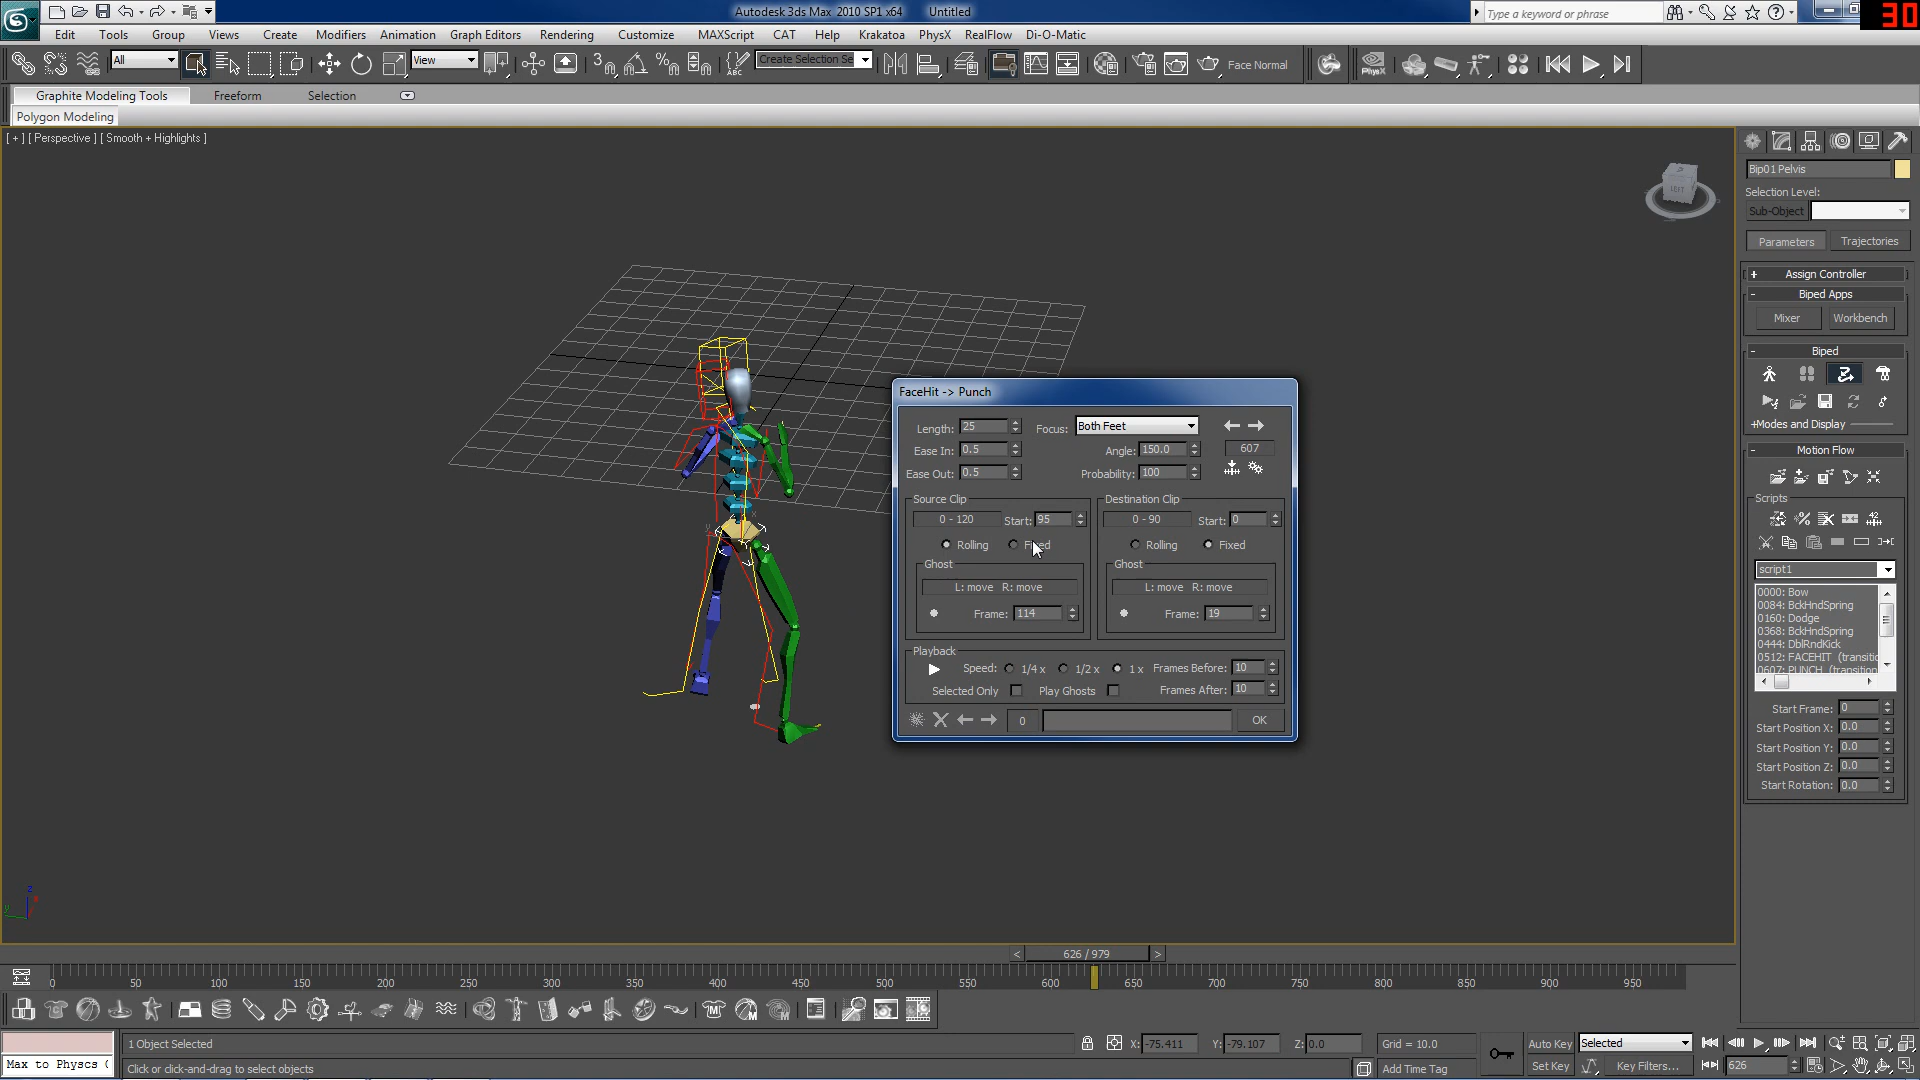 Autodesk 3ds Max 2010 SP1 x64 Untitled
Type a keyword or phrase
30
Edit Tools Group Views Create Modifiers Animation Graph Editors Rendering Customize MAXScript CAT Help Krakatoa PhysX RealFlow Di-O-Matic
All View Create Selection Se Face Normal
Graphite Modeling Tools Freeform Selection
Polygon Modeling
[ + ] [ Perspective ] [ Smooth + Highlights ]
LEFT
FaceHit -> Punch
Length: 25 Focus: Both Feet
Ease In: 0.5 Angle: 150.0 607
Ease Out: 0.5 Probability: 100
Source Clip Destination Clip
0 - 120 Start: 95 0 - 90 Start: 0
Rolling Fixed Rolling Fixed
Ghost Ghost
L: move R: move L: move R: move
Frame: 114 Frame: 19
Playback
Speed: 1/4 x 1/2 x 1 x Frames Before: 10
Selected Only Play Ghosts Frames After: 10
0 OK
Bip01 Pelvis
Selection Level:
Sub-Object
Parameters Trajectories
+ Assign Controller
- Biped Apps
Mixer Workbench
- Biped
+Modes and Display
- Motion Flow
Scripts
script1
0000: Bow
0084: BckHndSpring
0160: Dodge
0368: BckHndSpring
0444: DblRndKick
0512: FACEHIT (transitio
0607: PUNCH (transition
Start Frame: 0
Start Position X: 0.0
Start Position Y: 0.0
Start Position Z: 0.0
Start Rotation: 0.0
z
y
< 626 / 979 >
0 50 100 150 200 250 300 350 400 450 500 550 600 650 700 750 800 850 900 950
1 Object Selected X: -75.411 Y: -79.107 Z: 0.0 Grid = 10.0 Auto Key Selected
Max to Physcs ( Click or click-and-drag to select objects Add Time Tag Set Key Key Filters... 626